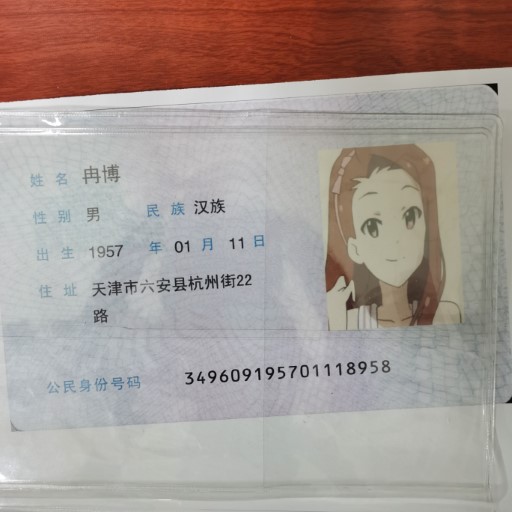 姓名 冉博
性别 男 民族 汉族
出生 1957 年 01 月 11 日
住址 天津市六安县杭州街22
路
公民身份号码 349609195701118958